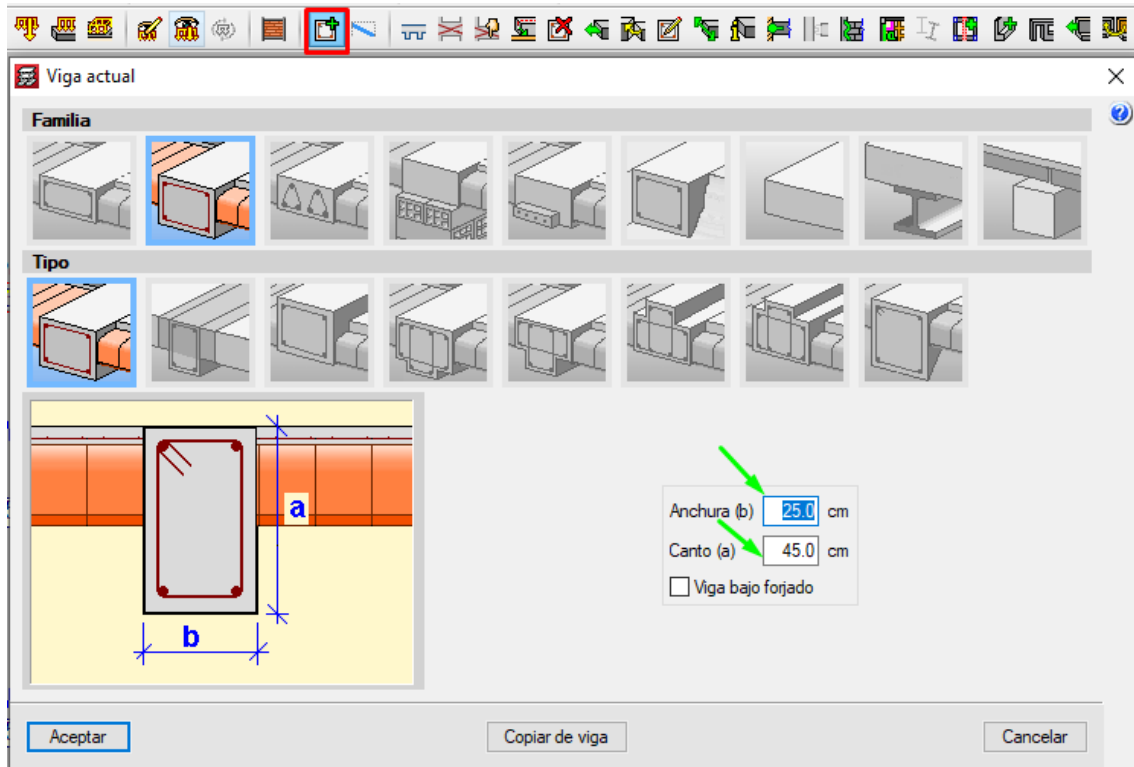 Viga actual
Familia
Tipo
a
b
Anchura (b) 25.0 cm
Canto (a) 45.0 cm
Viga bajo forjado
Aceptar
Copiar de viga
Cancelar